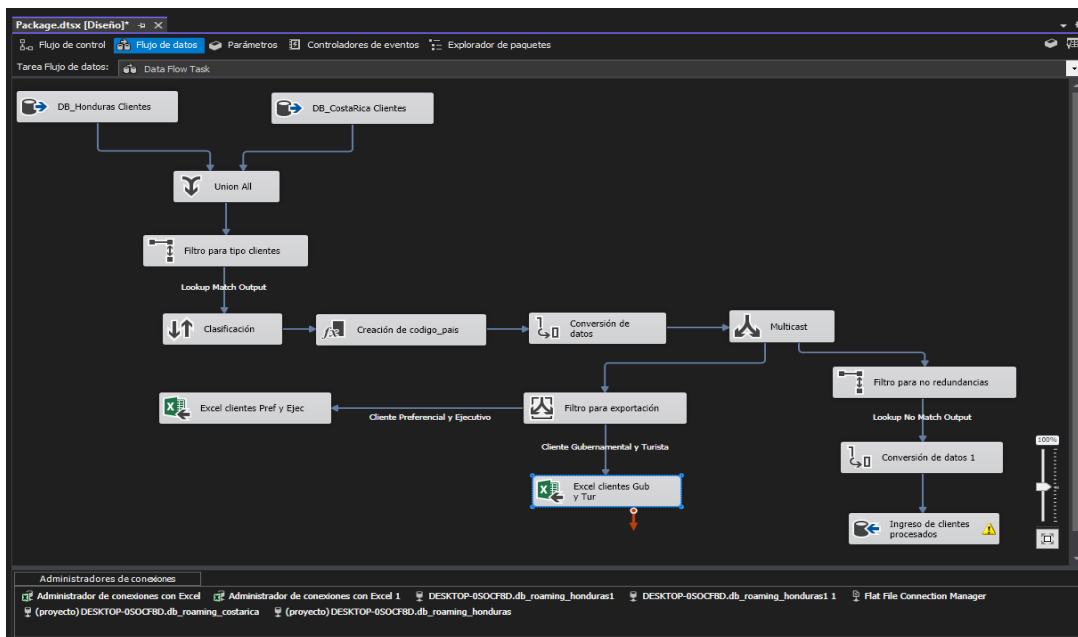 Package.dtsx [Diseño]*
Flujo de control Flujo de datos Parámetros Controladores de eventos Explorador de paquetes
Tarea Flujo de datos: Data Flow Task
DB_Honduras Clientes DB_CostaRica Clientes
Union All
Filtro para tipo clientes
Lookup Match Output
Clasificación
Creación de codigo_pais
Conversión de
datos
Multicast
Filtro para no redundancias
Excel clientes Pref y Ejec
Cliente Preferencial y Ejecutivo
Filtro para exportación
Lookup No Match Output
Cliente Gubernamental y Turista
100%
Conversión de datos 1
Excel clientes Gub
y Tur
Ingreso de clientes
procesados
Administradores de conexiones
Administrador de conexiones con Excel Administrador de conexiones con Excel 1 DESKTOP-0SOCF8D.db_roaming_honduras1 DESKTOP-0SOCF8D.db_roaming_honduras1 1 Flat File Connection Manager
(proyecto) DESKTOP-0SOCF8D.db_roaming_costarica (proyecto) DESKTOP-0SOCF8D.db_roaming_honduras